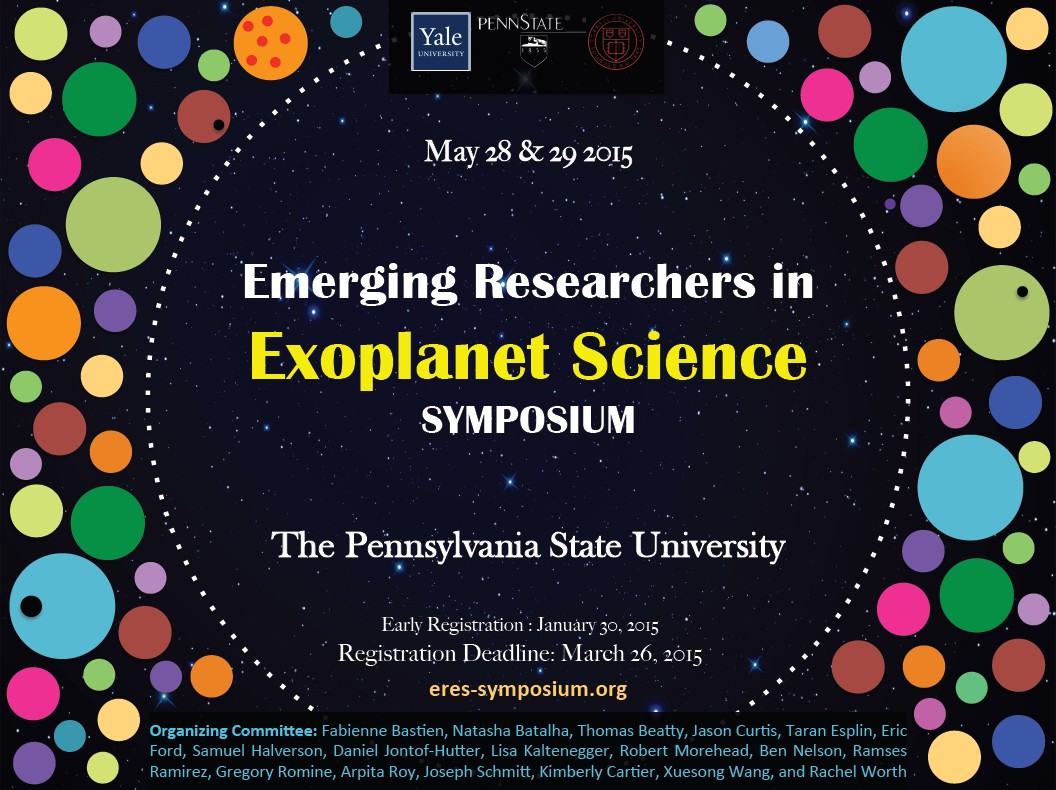 Yale
UNIVERSITY
PENNSTATE
1855
May 28 & 29 2015
Emerging Researchers in
Exoplanet Science
SYMPOSIUM
The Pennsylvania State University
Early Registration : January 30, 2015
Registration Deadline: March 26, 2015
eres-symposium.org
Organizing Committee: Fabienne Bastien, Natasha Batalha, Thomas Beatty, Jason Curtis, Taran Esplin, Eric
Ford, Samuel Halverson, Daniel Jontof-Hutter, Lisa Kaltenegger, Robert Morehead, Ben Nelson, Ramses
Ramirez, Gregory Romine, Arpita Roy, Joseph Schmitt, Kimberly Cartier, Xuesong Wang, and Rachel Worth